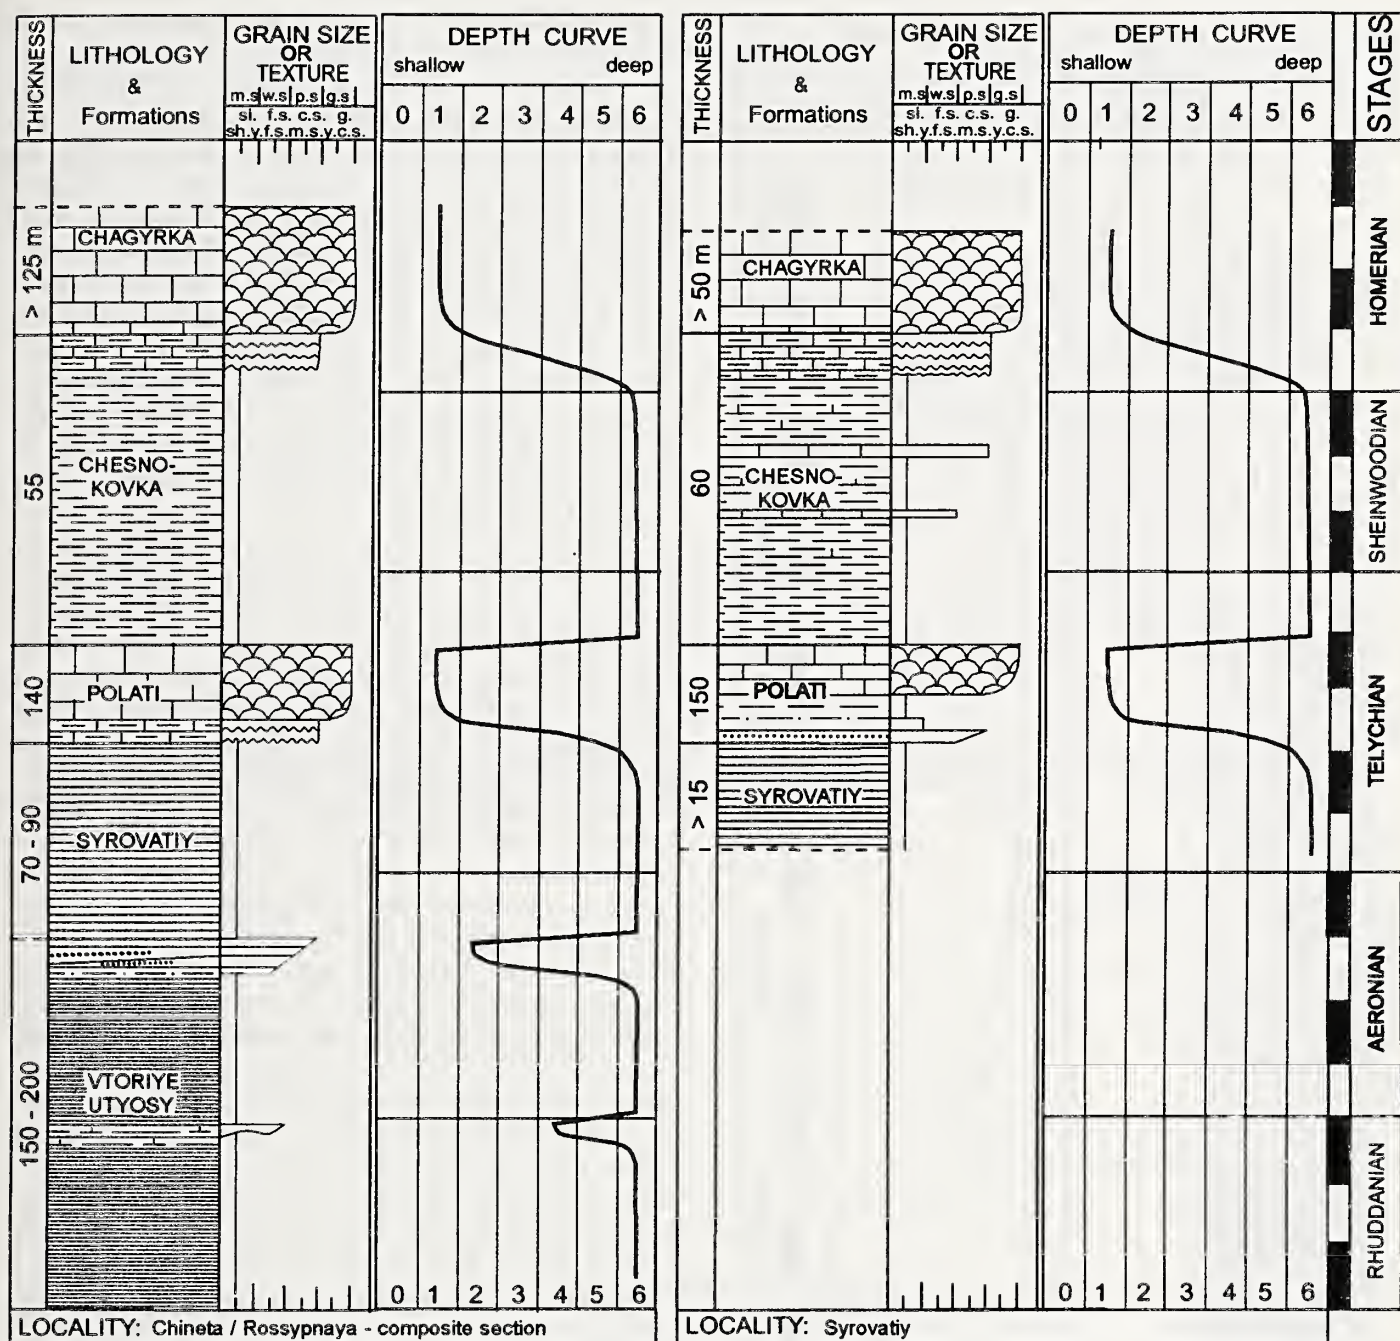 THICKNESS
LITHOLOGY
&
Formations
GRAIN SIZE
OR
TEXTURE
m.s w.s p.s g.s
sl. f.s. c.s. g.
sh.y.f.s.m.s.y.c.s.
DEPTH CURVE
shallow deep
0 1 2 3 4 5 6
> 125 m
CHAGYRKA
55
CHESNO-
KOVKA
140
POLATI
70 - 90
SYROVATIY
150 - 200
VTORIYE
UTYOSY
0 1 2 3 4 5 6
LOCALITY: Chineta / Rossypnaya - composite section
THICKNESS
LITHOLOGY
&
Formations
GRAIN SIZE
OR
TEXTURE
m.s w.s p.s g.s
sl. f.s. c.s. g.
sh.y.f.s.m.s.y.c.s.
DEPTH CURVE
shallow deep
0 1 2 3 4 5 6
> 50 m
CHAGYRKA
60
CHESNO-
KOVKA
150
POLATI
> 15
SYROVATIY
0 1 2 3 4 5 6
LOCALITY: Syrovatiy
STAGES
HOMERIAN
SHEINWOODIAN
TELYCHIAN
AERONIAN
RHUDDANIAN